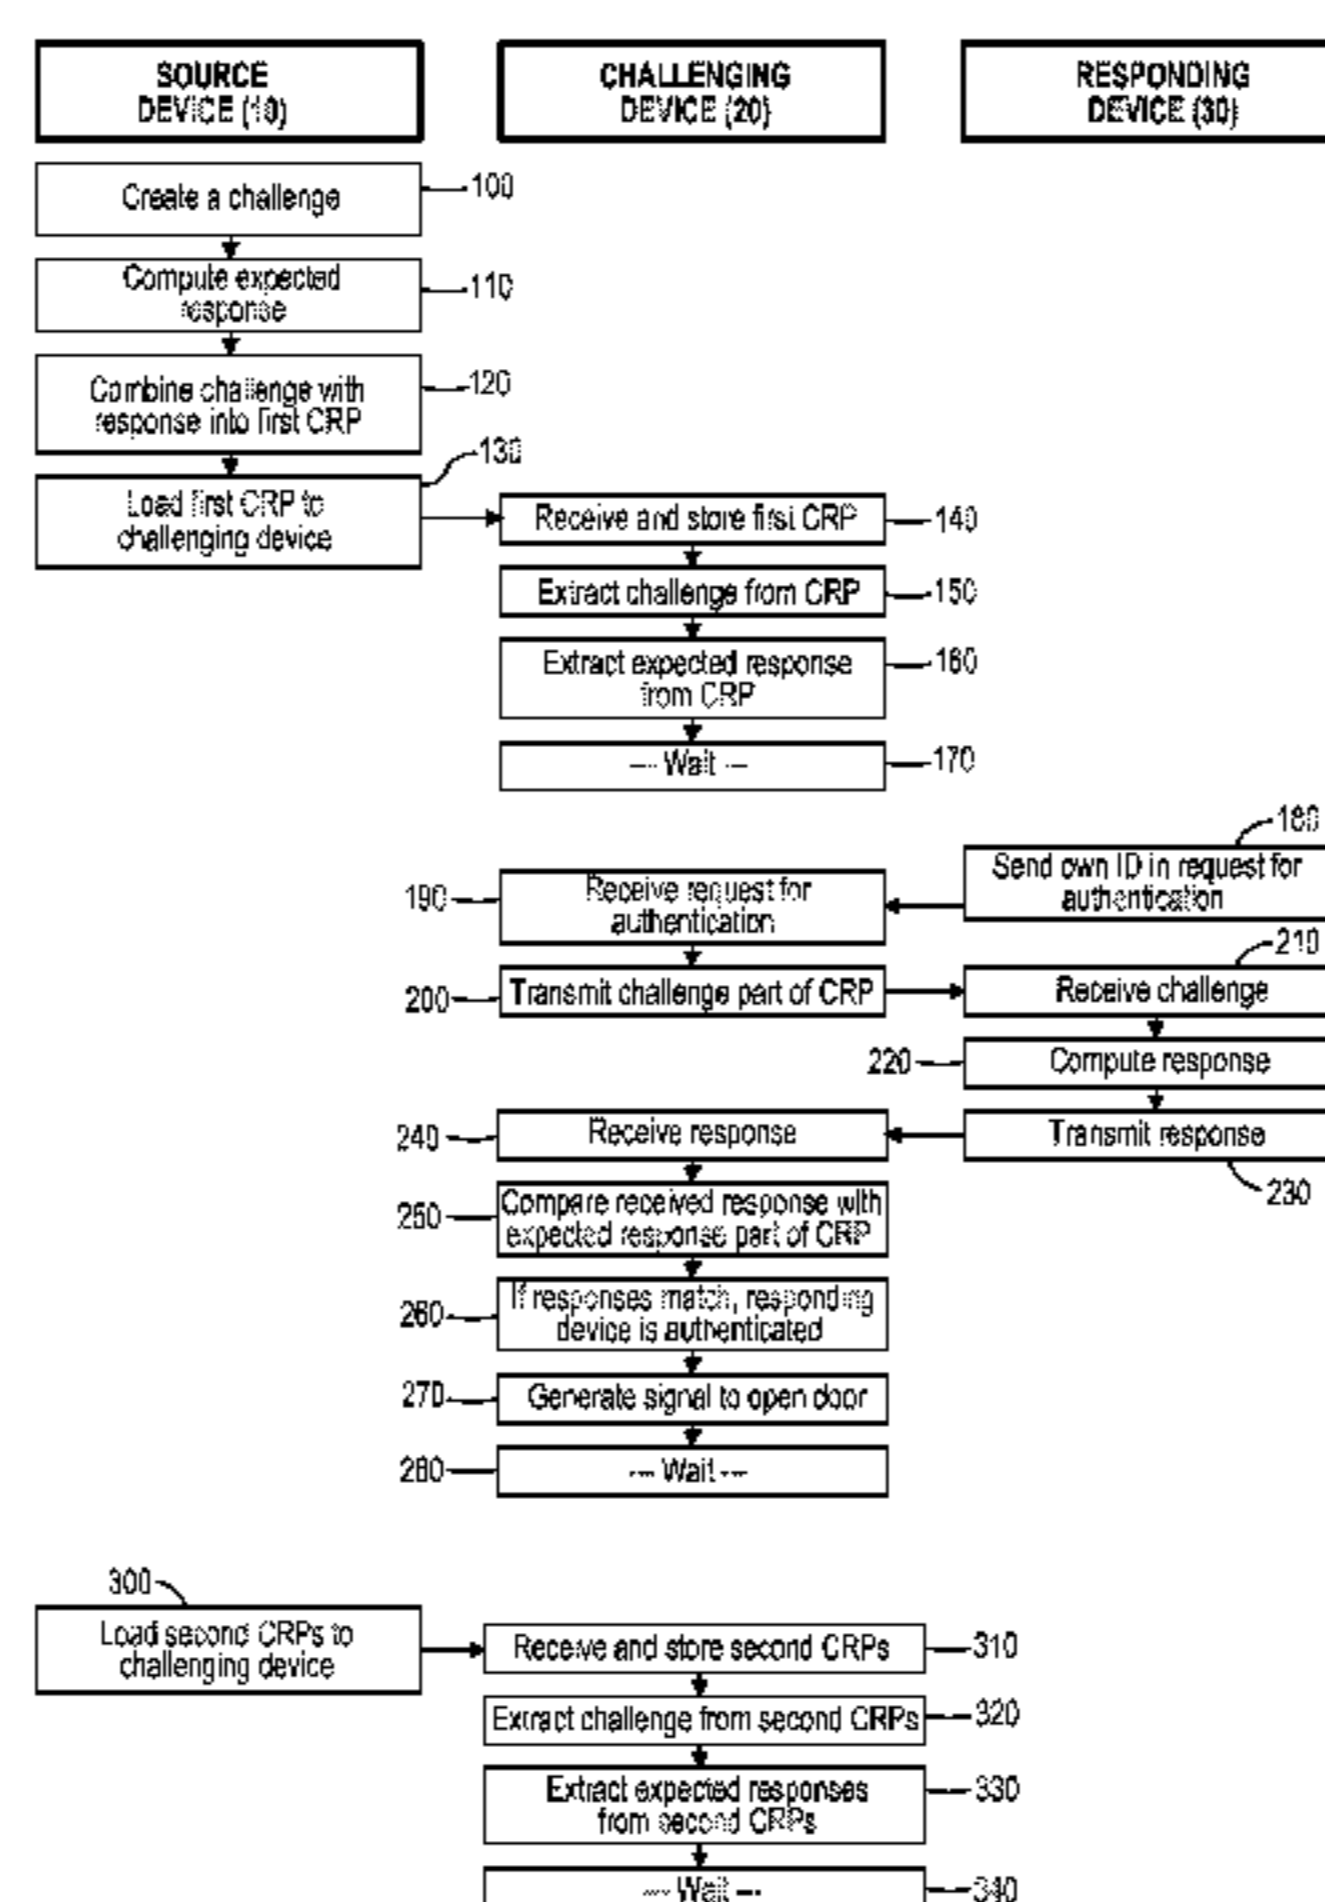 SOURCE
DEVICE (10)
CHALLENGING
DEVICE (20)
RESPONDING
DEVICE (30)
Create a challenge
100
Compute expected
response
110
Combine challenge with
response into first CRP
120
130
Load first CRP to
challenging device
Receive and store first CRP
140
Extract challenge from CRP
150
Extract expected response
from CRP
160
--- Wait ---
170
180
Send own ID in request for
authentication
190
Receive request for
authentication
210
200
Transmit challenge part of CRP
Receive challenge
220
Compute response
240
Receive response
Transmit response
230
250
Compare received response with
expected response part of CRP
260
If responses match, responding
device is authenticated
270
Generate signal to open door
280
--- Wait ---
300
Load second CRPs to
challenging device
Receive and store second CRPs
310
Extract challenge from second CRPs
320
Extract expected responses
from second CRPs
330
--- Wait ---
340